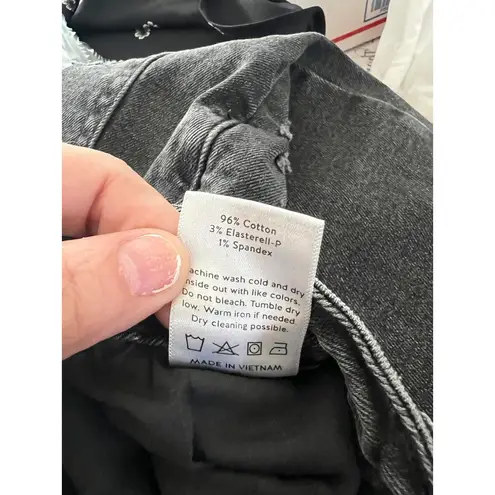 96% Cotton
3% Elasterell-P
1% Spandex
achine wash cold and dry
nside out with like colors.
Do not bleach. Tumble dry
low. Warm iron if needed.
Dry cleaning possible.
MADE IN VIETNAM